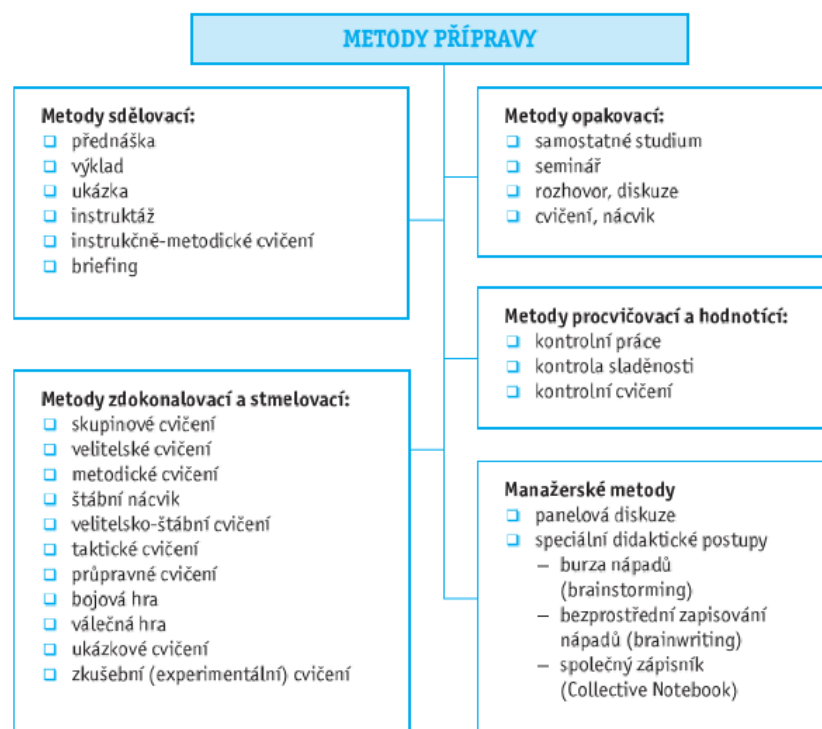 METODY PŘÍPRAVY
Metody sdělovací:
❑ přednáška
❑ výklad
❑ ukázka
❑ instruktáž
❑ instrukčně-metodické cvičení
❑ briefing
Metody zdokonalovací a stmelovací:
❑ skupinové cvičení
❑ velitelské cvičení
❑ metodické cvičení
❑ štábní nácvik
❑ velitelsko-štábní cvičení
❑ taktické cvičení
❑ průpravné cvičení
❑ bojová hra
❑ válečná hra
❑ ukázkové cvičení
❑ zkušební (experimentální) cvičení
Metody opakovací:
❑ samostatné studium
❑ seminář
❑ rozhovor, diskuze
❑ cvičení, nácvik
Metody procvičovací a hodnotící:
❑ kontrolní práce
❑ kontrola sladěnosti
❑ kontrolní cvičení
Manažerské metody
❑ panelová diskuze
❑ speciální didaktické postupy
– burza nápadů
(brainstorming)
– bezprostřední zapisování
nápadů (brainwriting)
– společný zápisník
(Collective Notebook)